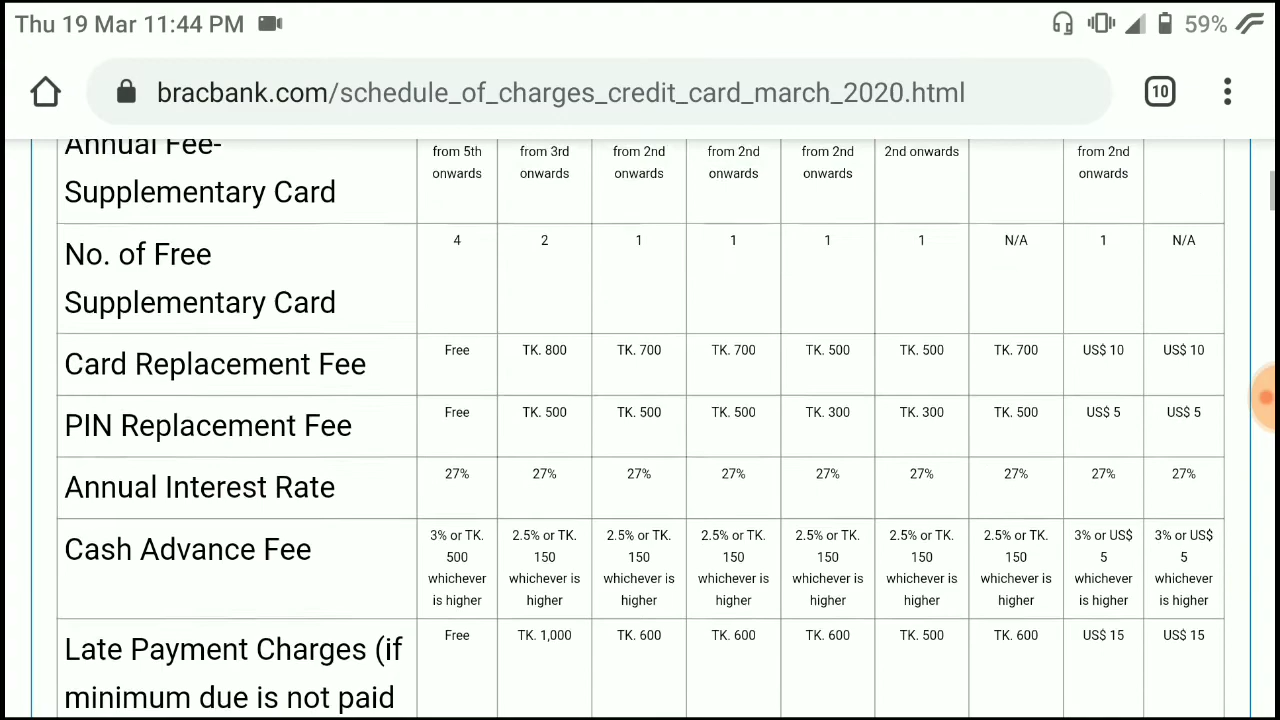 Thu 19 Mar 11:44 PM 59%
bracbank.com/schedule_of_charges_credit_card_march_2020.html 10
Annual Fee- from 5th from 3rd from 2nd from 2nd from 2nd 2nd onwards from 2nd
Supplementary Card onwards onwards onwards onwards onwards onwards
No. of Free 4 2 1 1 1 1 N/A 1 N/A
Supplementary Card
Card Replacement Fee Free TK. 800 TK. 700 TK. 700 TK. 500 TK. 500 TK. 700 US$ 10 US$ 10
PIN Replacement Fee Free TK. 500 TK. 500 TK. 500 TK. 300 TK. 300 TK. 500 US$ 5 US$ 5
Annual Interest Rate 27% 27% 27% 27% 27% 27% 27% 27% 27%
Cash Advance Fee 3% or TK. 2.5% or TK. 2.5% or TK. 2.5% or TK. 2.5% or TK. 2.5% or TK. 2.5% or TK. 3% or US$ 3% or US$
500 150 150 150 150 150 150 5 5
whichever whichever is whichever is whichever is whichever is whichever is whichever is whichever whichever
is higher higher higher higher higher higher higher is higher is higher
Late Payment Charges (if Free TK. 1,000 TK. 600 TK. 600 TK. 600 TK. 500 TK. 600 US$ 15 US$ 15
minimum due is not paid